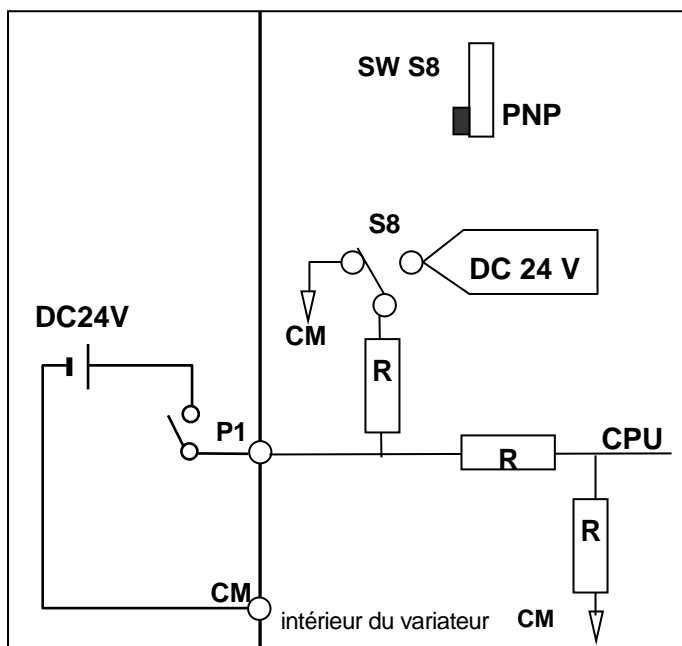 SW S8
PNP
S8
DC 24 V
DC24V
CM
R
P1
CPU
R
R
CM
intérieur du variateur
CM